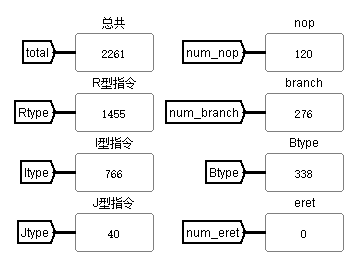 总共 nop
total 2261 num_nop 120
R型指令 branch
Rtype 1455 num_branch 276
I型指令 Btype
Itype 766 Btype 338
J型指令 eret
Jtype 40 num_eret 0